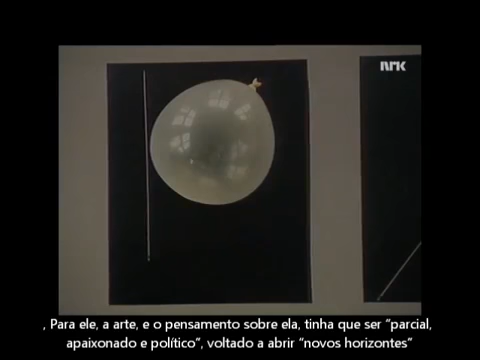 NRK
, Para ele, a arte, e o pensamento sobre ela, tinha que ser “parcial,
apaixonado e político”, voltado a abrir “novos horizontes”